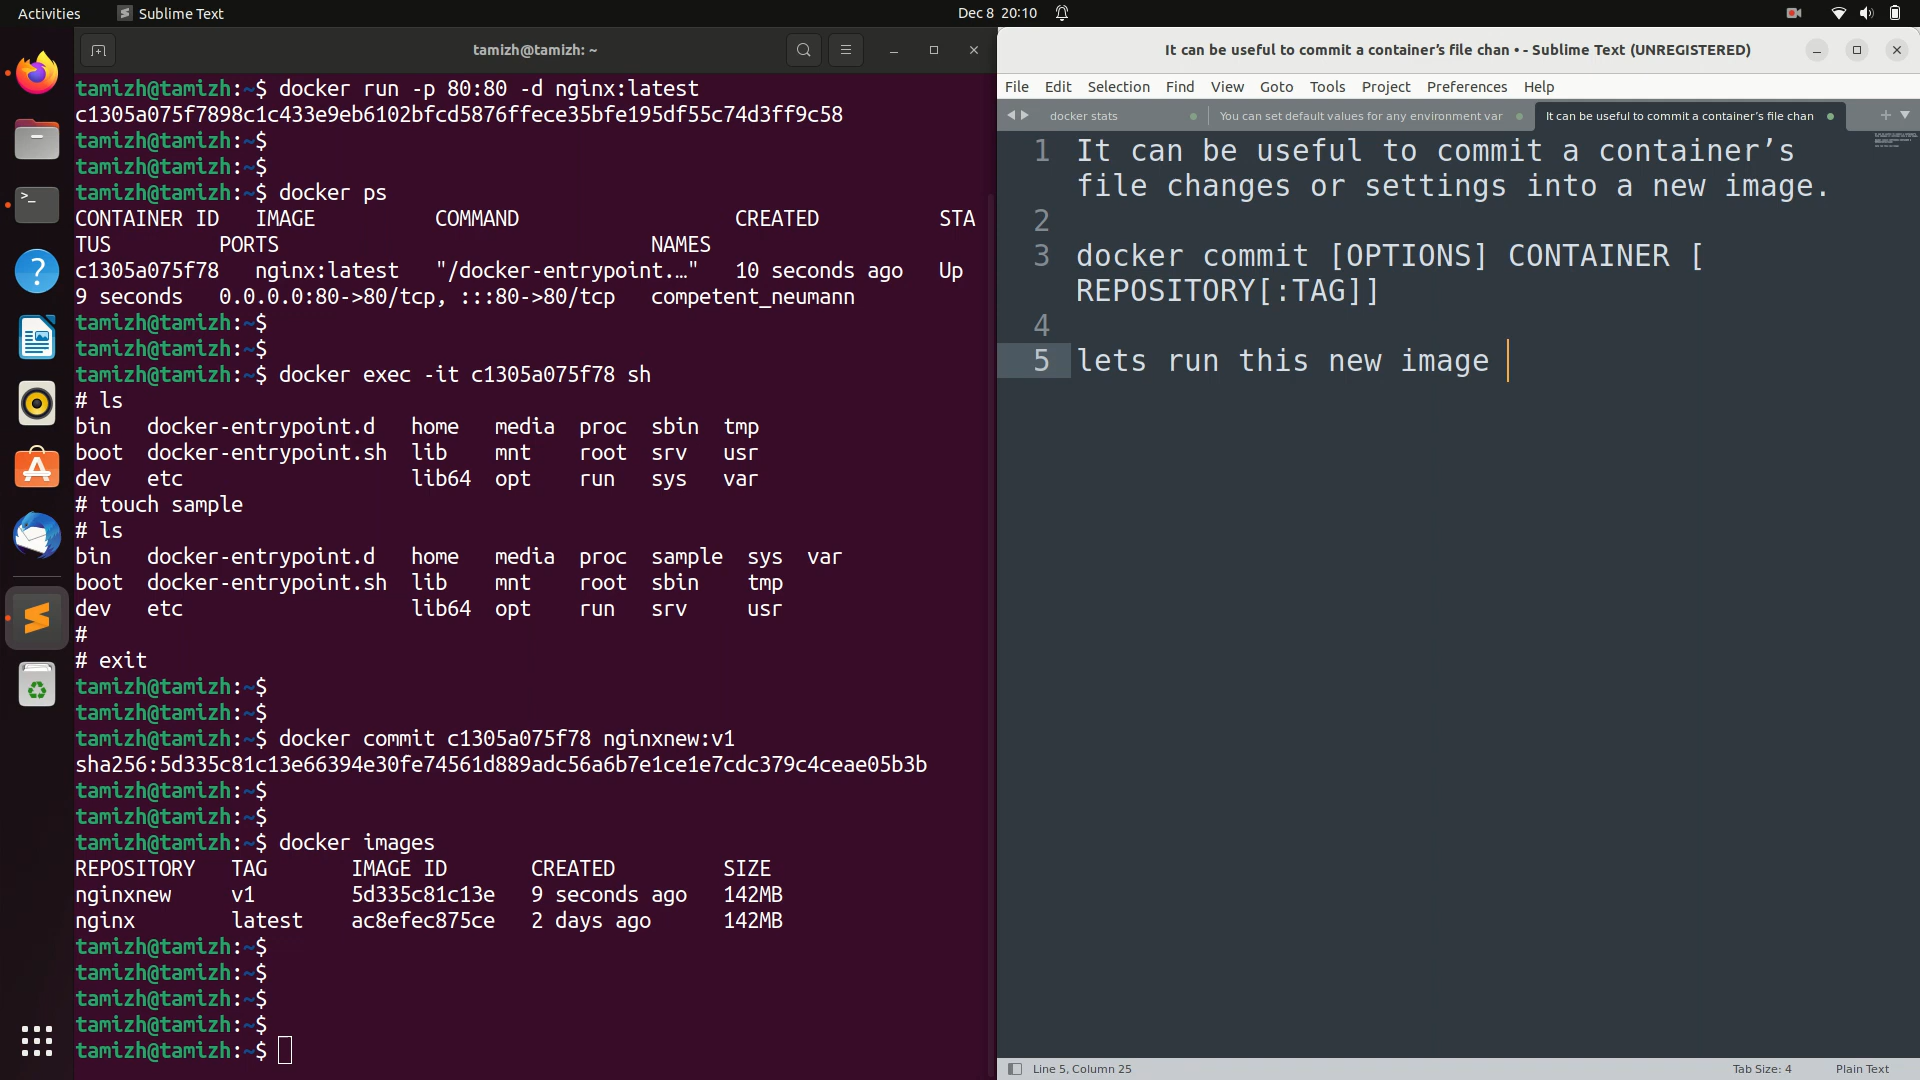 Activities
Sublime Text
Dec 8 20:10
tamizh@tamizh: ~
tamizh@tamizh:~$ docker run -p 80:80 -d nginx:latest
c1305a075f7898c1c433e9eb6102bfcd5876ffece35bfe195df55c74d3ff9c58
tamizh@tamizh:~$
tamizh@tamizh:~$
tamizh@tamizh:~$ docker ps
CONTAINER ID   IMAGE          COMMAND                  CREATED          STA
TUS         PORTS                               NAMES
c1305a075f78   nginx:latest   "/docker-entrypoint.…"   10 seconds ago   Up
9 seconds   0.0.0.0:80->80/tcp, :::80->80/tcp   competent_neumann
tamizh@tamizh:~$
tamizh@tamizh:~$
tamizh@tamizh:~$ docker exec -it c1305a075f78 sh
# ls
bin   docker-entrypoint.d   home   media  proc  sbin  tmp
boot  docker-entrypoint.sh  lib    mnt    root  srv   usr
dev   etc                   lib64  opt    run   sys   var
# touch sample
# ls
bin   docker-entrypoint.d   home   media  proc  sample  sys  var
boot  docker-entrypoint.sh  lib    mnt    root  sbin    tmp
dev   etc                   lib64  opt    run   srv     usr
#
# exit
tamizh@tamizh:~$
tamizh@tamizh:~$
tamizh@tamizh:~$ docker commit c1305a075f78 nginxnew:v1
sha256:5d335c81c13e66394e30fe74561d889adc56a6b7e1ce1e7cdc379c4ceae05b3b
tamizh@tamizh:~$
tamizh@tamizh:~$
tamizh@tamizh:~$ docker images
REPOSITORY   TAG       IMAGE ID       CREATED         SIZE
nginxnew     v1        5d335c81c13e   9 seconds ago   142MB
nginx        latest    ac8efec875ce   2 days ago      142MB
tamizh@tamizh:~$
tamizh@tamizh:~$
tamizh@tamizh:~$
tamizh@tamizh:~$
tamizh@tamizh:~$
It can be useful to commit a container’s file chan • - Sublime Text (UNREGISTERED)
File Edit Selection Find View Goto Tools Project Preferences Help
docker stats
You can set default values for any environment var
It can be useful to commit a container’s file chan
1 It can be useful to commit a container’s
file changes or settings into a new image.
2
3 docker commit [OPTIONS] CONTAINER [
REPOSITORY[:TAG]]
4
5 lets run this new image
Line 5, Column 25
Tab Size: 4
Plain Text